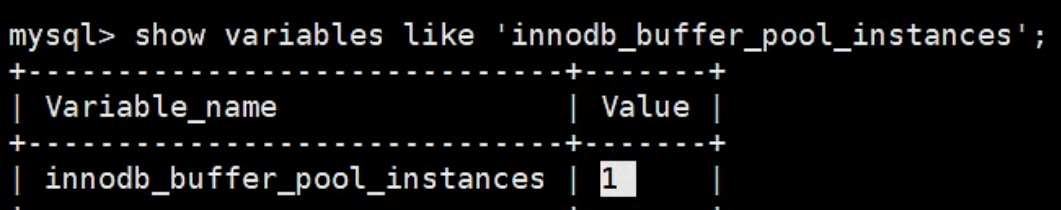 mysql> show variables like 'innodb_buffer_pool_instances';
+------------------------------+-------+
| Variable_name                | Value |
+------------------------------+-------+
| innodb_buffer_pool_instances | 1     |